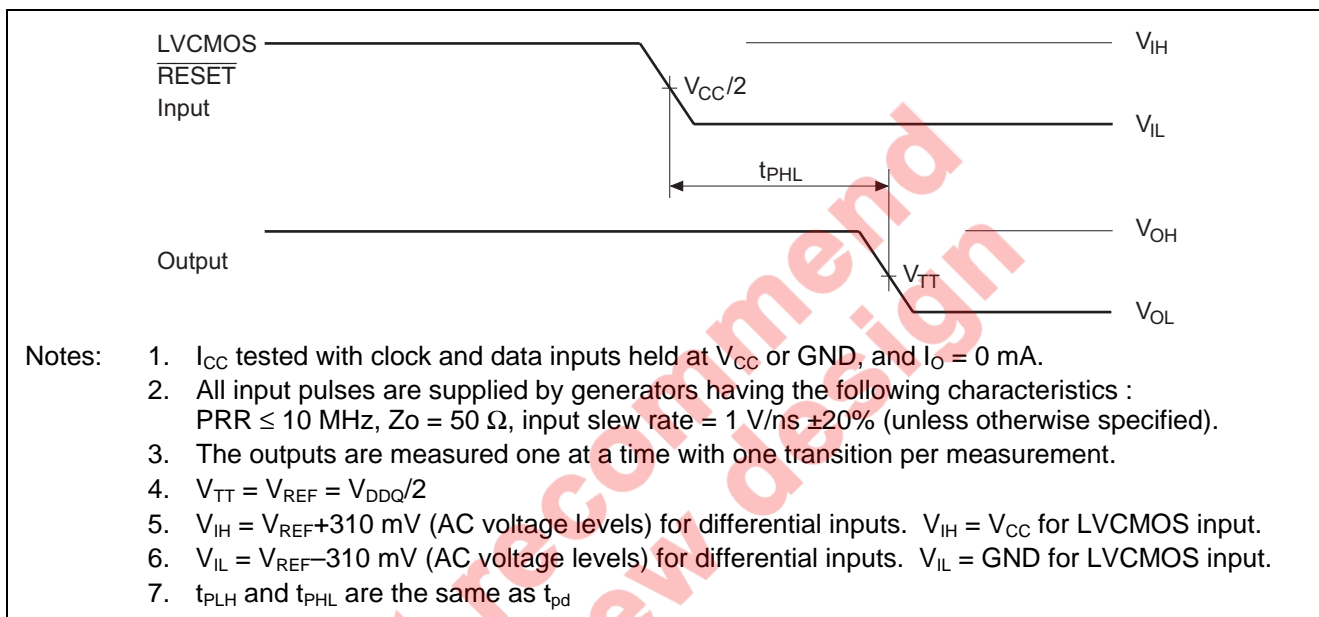 LVCMOS
RESET
Input
V_IH
V_CC/2
V_IL
t_PHL
V_OH
Output
V_TT
V_OL
Notes: 1. I_CC tested with clock and data inputs held at V_CC or GND, and I_O = 0 mA.
2. All input pulses are supplied by generators having the following characteristics :
PRR ≤ 10 MHz, Zo = 50 Ω, input slew rate = 1 V/ns ±20% (unless otherwise specified).
3. The outputs are measured one at a time with one transition per measurement.
4. V_TT = V_REF = V_DDQ/2
5. V_IH = V_REF+310 mV (AC voltage levels) for differential inputs. V_IH = V_CC for LVCMOS input.
6. V_IL = V_REF–310 mV (AC voltage levels) for differential inputs. V_IL = GND for LVCMOS input.
7. t_PLH and t_PHL are the same as t_pd
recommend
new design